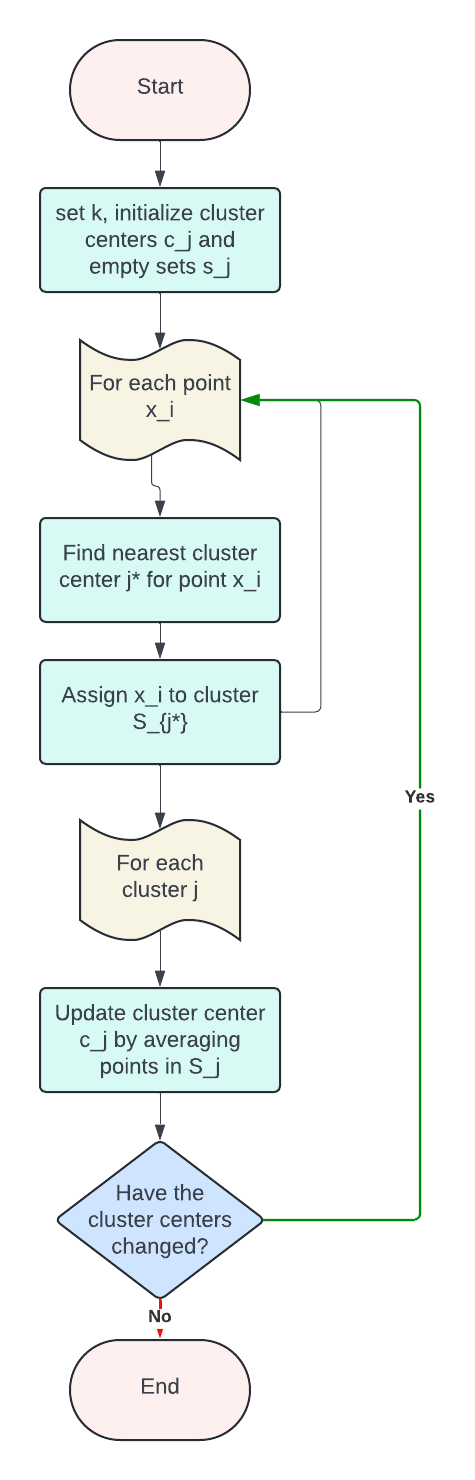 Start
set k, initialize cluster
centers c_j and
empty sets s_j
For each point
x_i
Find nearest cluster
center j* for point x_i
Assign x_i to cluster
S_{j*}
Yes
For each
cluster j
Update cluster center
c_j by averaging
points in S_j
Have the
cluster centers
changed?
No
End